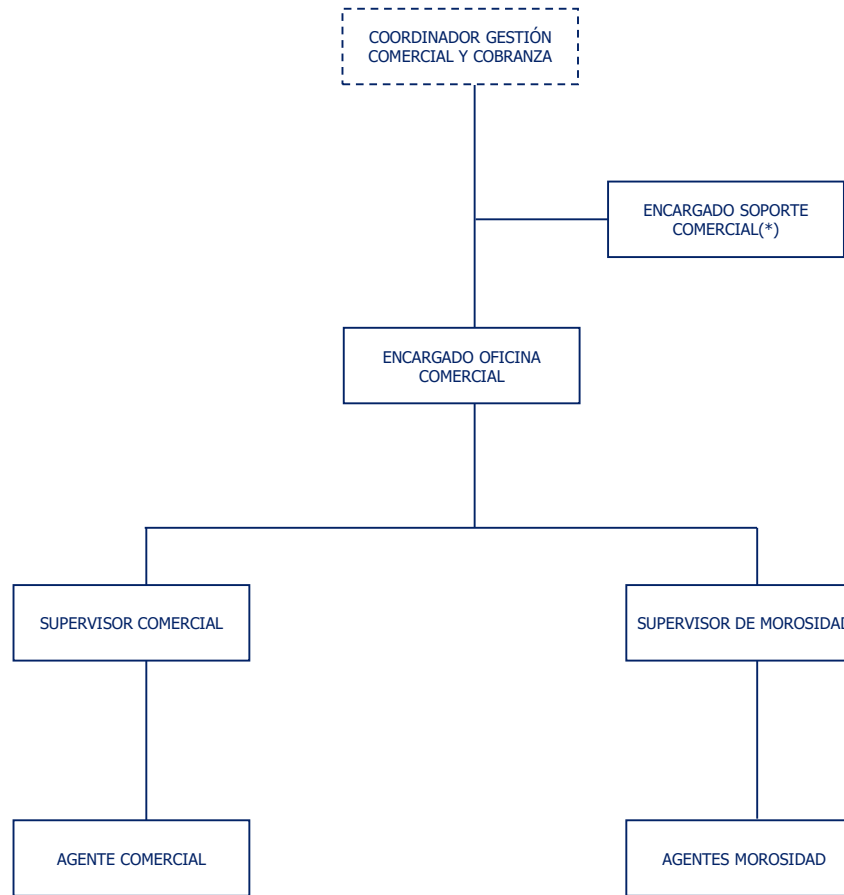 COORDINADOR GESTIÓN
COMERCIAL Y COBRANZA
ENCARGADO SOPORTE
COMERCIAL(*)
ENCARGADO OFICINA
COMERCIAL
SUPERVISOR COMERCIAL
SUPERVISOR DE MOROSIDAD
AGENTE COMERCIAL
AGENTES MOROSIDAD